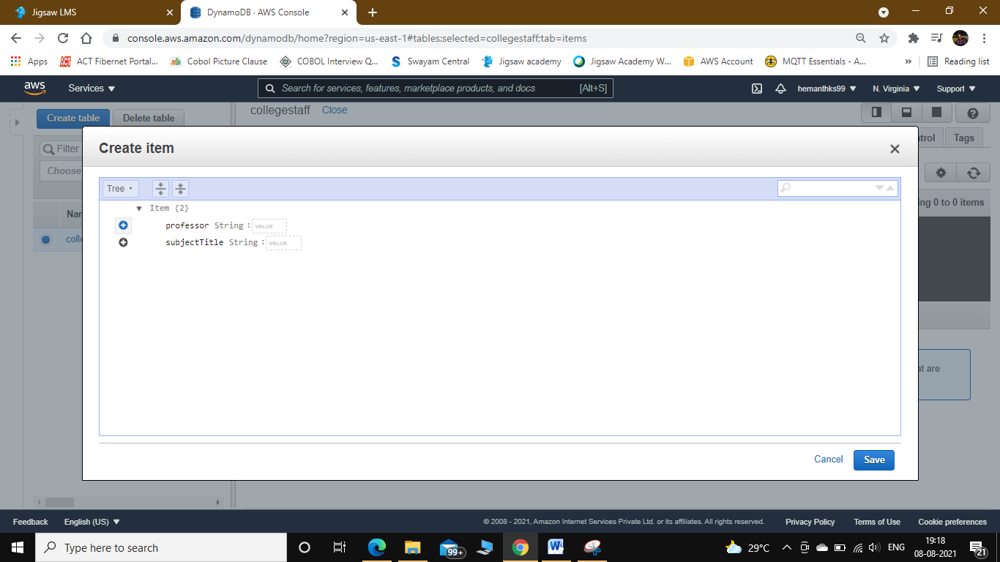 Jigsaw LMS
DynamoDB · AWS Console
console.aws.amazon.com/dynamodb/home?region=us-east-1#tables:selected=collegestaff;tab=items
Apps
ACT Fibernet Portal...
Cobol Picture Clause
COBOL Interview Q...
Swayam Central
Jigsaw academy
Jigsaw Academy W...
AWS Account
MQTT Essentials - A...
»
Reading list
aws
Services
Search for services, features, marketplace products, and docs
[Alt+S]
hemanthks99
N. Virginia
Support
Create table
Delete table
collegestaff
Close
Filter
Choose
Nar
colle
trol
Tags
ng 0 to 0 items
at are
Create item
Tree
Item {2}
professor String : VALUE
subjectTitle String : VALUE
Cancel
Save
Feedback
English (US)
© 2008 - 2021, Amazon Internet Services Private Ltd. or its affiliates. All rights reserved.
Privacy Policy
Terms of Use
Cookie preferences
Type here to search
99+
29°C
ENG
19:18
08-08-2021
21